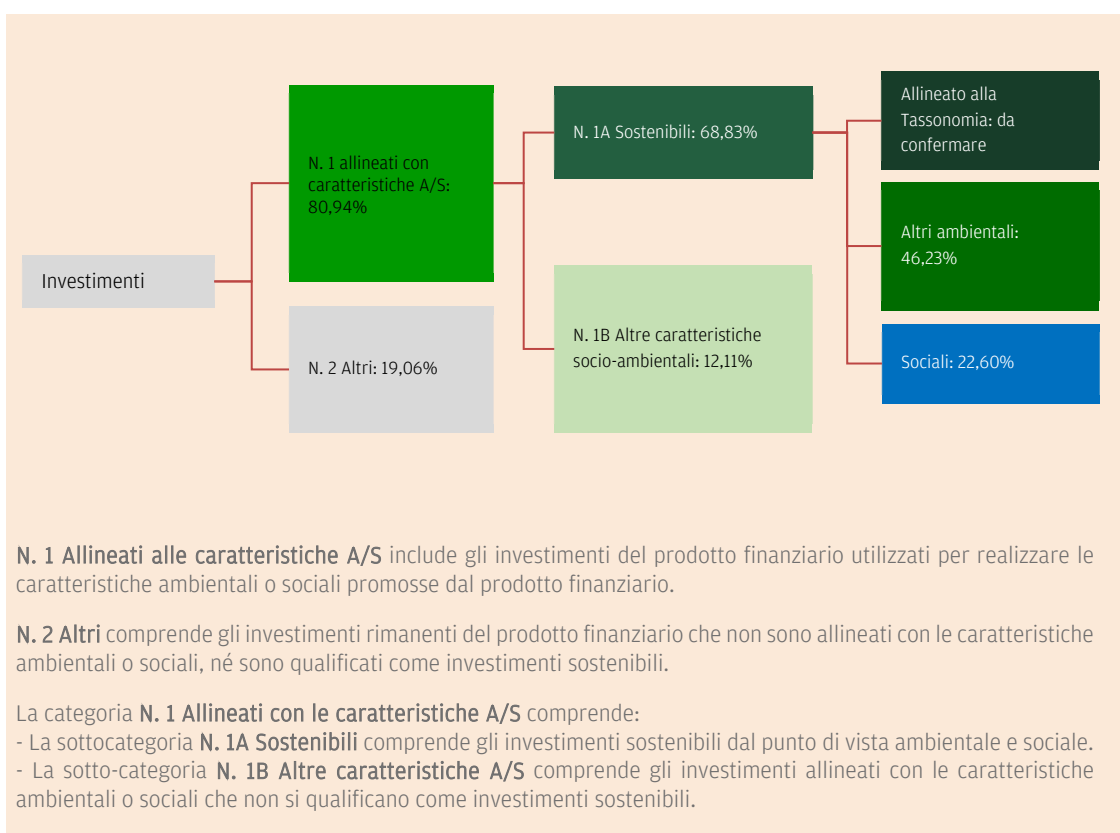 Investimenti
N. 1 allineati con
caratteristiche A/S:
80,94%
N. 2 Altri: 19,06%
N. 1A Sostenibili: 68,83%
N. 1B Altre caratteristiche
socio-ambientali: 12,11%
Allineato alla
Tassonomia: da
confermare
Altri ambientali:
46,23%
Sociali: 22,60%
N. 1 Allineati alle caratteristiche A/S include gli investimenti del prodotto finanziario utilizzati per realizzare le
caratteristiche ambientali o sociali promosse dal prodotto finanziario.
N. 2 Altri comprende gli investimenti rimanenti del prodotto finanziario che non sono allineati con le caratteristiche
ambientali o sociali, né sono qualificati come investimenti sostenibili.
La categoria N. 1 Allineati con le caratteristiche A/S comprende:
- La sottocategoria N. 1A Sostenibili comprende gli investimenti sostenibili dal punto di vista ambientale e sociale.
- La sotto-categoria N. 1B Altre caratteristiche A/S comprende gli investimenti allineati con le caratteristiche
ambientali o sociali che non si qualificano come investimenti sostenibili.